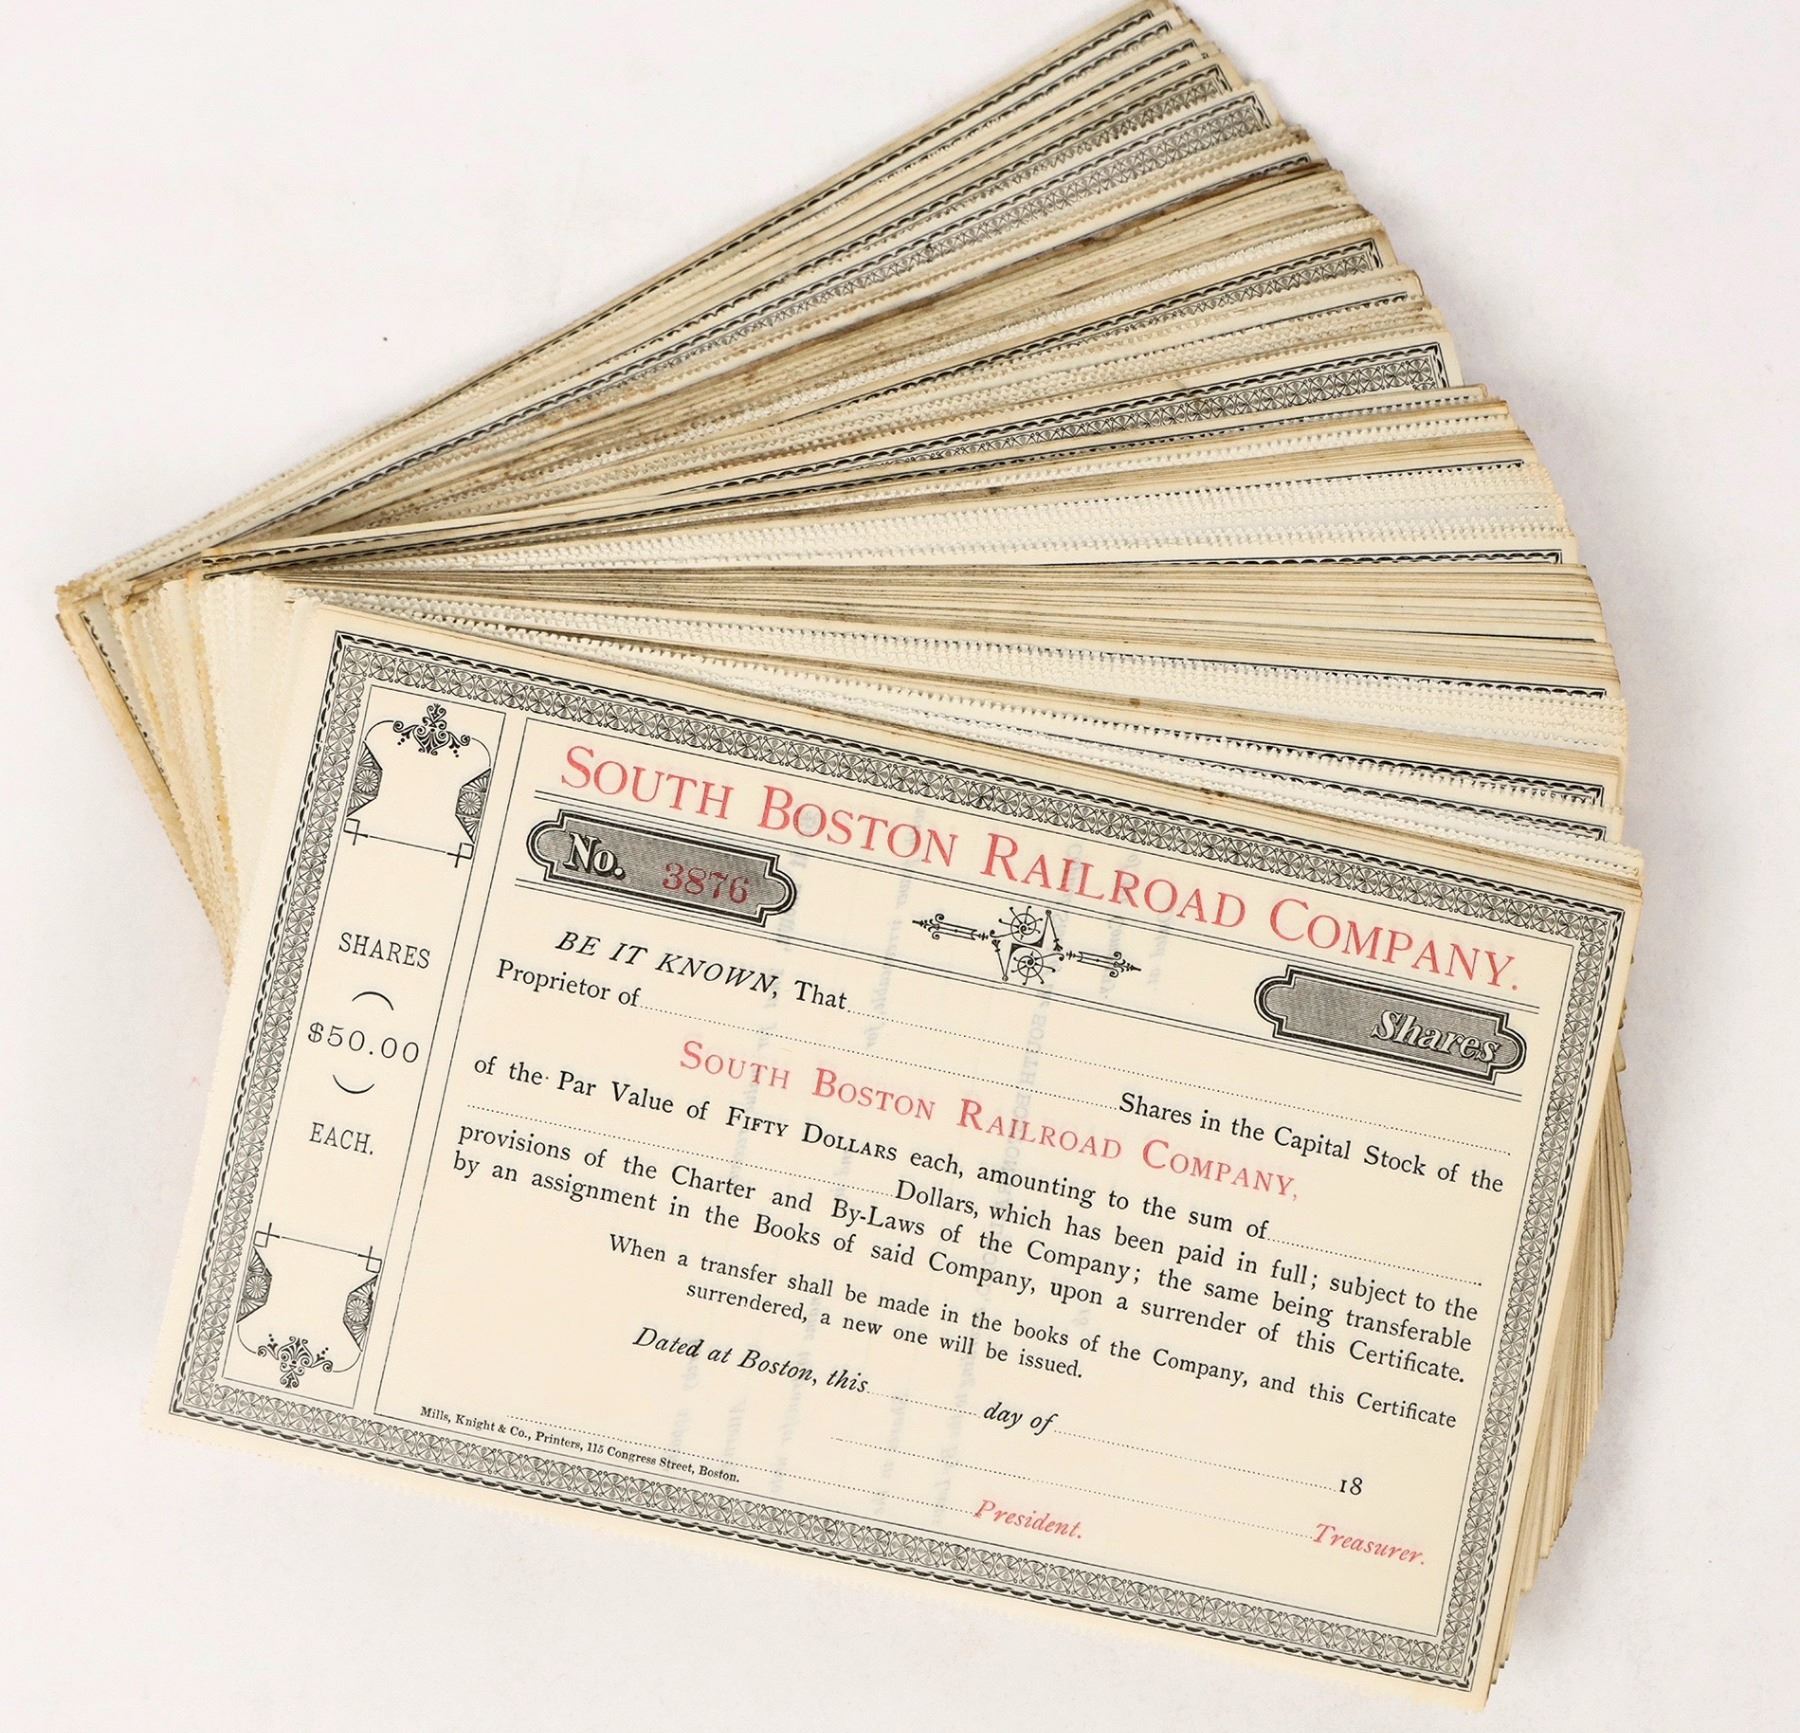 SOUTH BOSTON RAILROAD COMPANY.
No. 3876
Shares
BE IT KNOWN, That
Proprietor of Shares in the Capital Stock of the
SOUTH BOSTON RAILROAD COMPANY,
of the Par Value of FIFTY DOLLARS each, amounting to the sum of
Dollars, which has been paid in full; subject to the
provisions of the Charter and By-Laws of the Company; the same being transferable
by an assignment in the Books of said Company, upon a surrender of this Certificate.
When a transfer shall be made in the books of the Company, and this Certificate
surrendered, a new one will be issued.
Dated at Boston, this day of 18
President.
Treasurer.
Mills, Knight & Co., Printers, 115 Congress Street, Boston.
SHARES
$50.00
EACH.